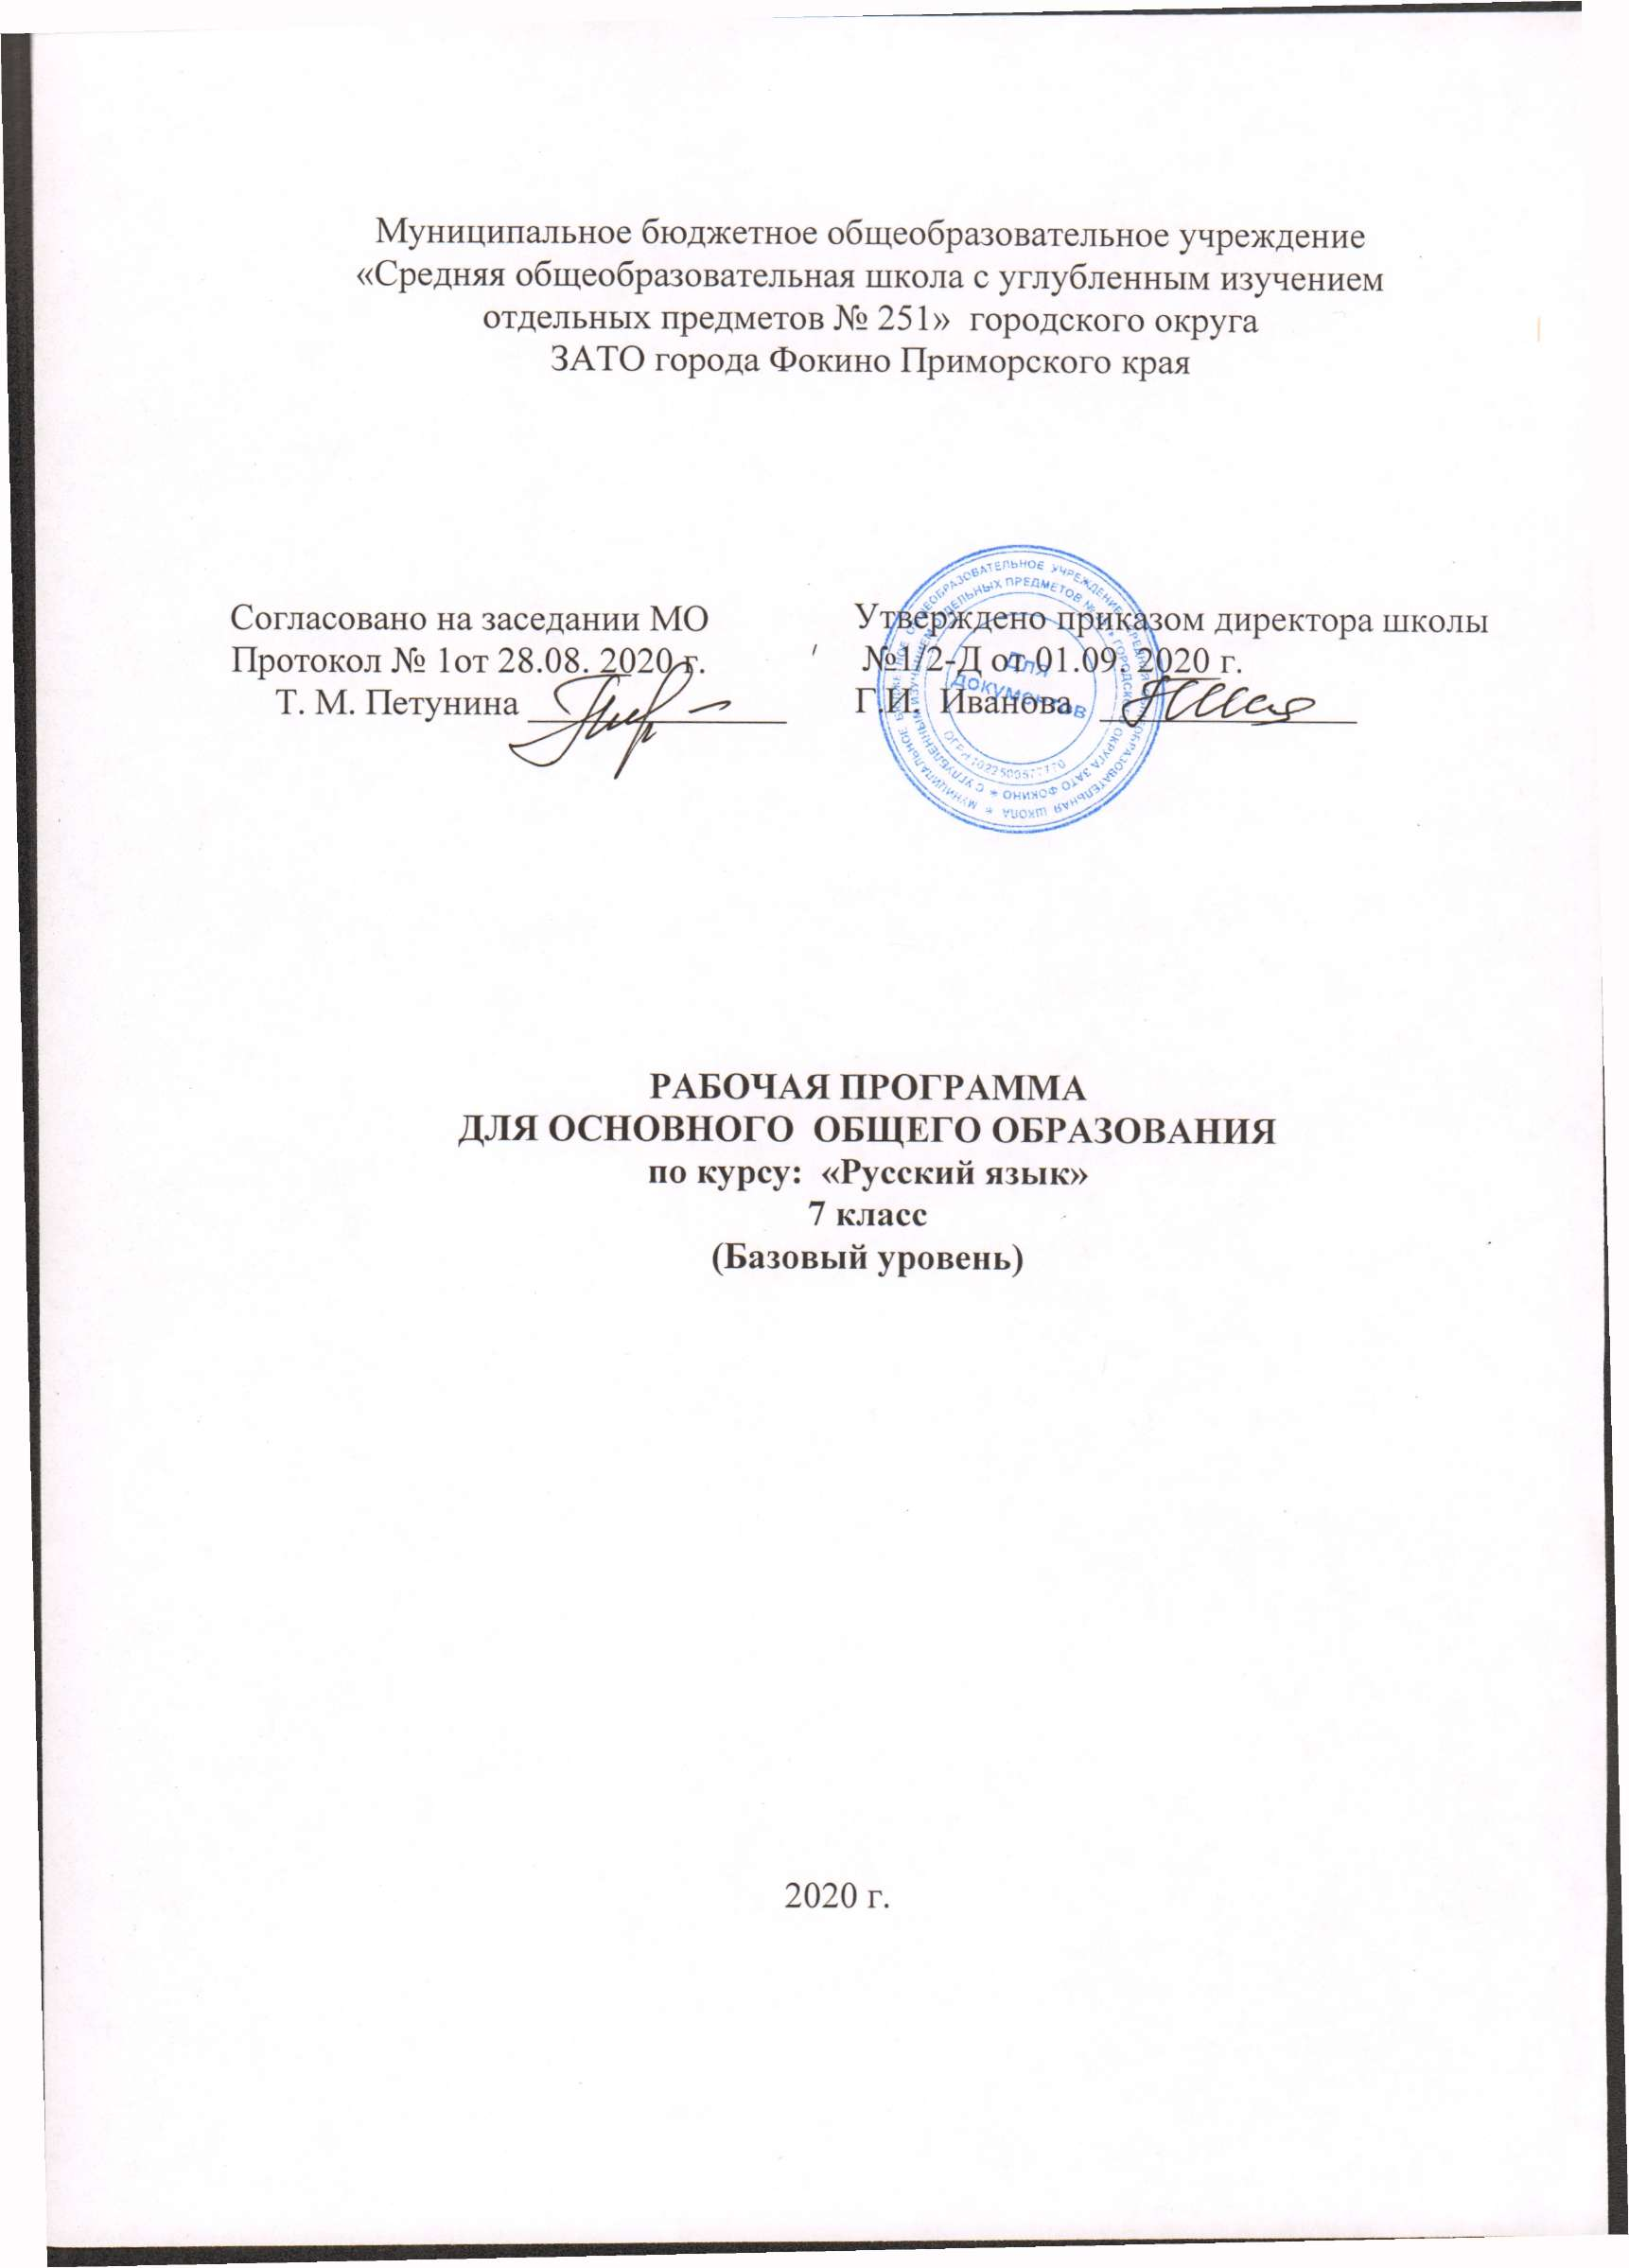 Муниципальное бюджетное общеобразовательное учреждение
«Средняя общеобразовательная школа с углубленным изучением
отдельных предметов № 251» городского округа
ЗАТО города Фокино Приморского края
Согласовано на заседании МО
Протокол № 1от 28.08. 2020 г.
Т. М. Петунина
Утверждено приказом директора школы
№1/2-Д от 01.09. 2020 г.
Г.И. Иванова
Для
документов
РАБОЧАЯ ПРОГРАММА
ДЛЯ ОСНОВНОГО ОБЩЕГО ОБРАЗОВАНИЯ
по курсу: «Русский язык»
7 класс
(Базовый уровень)
2020 г.